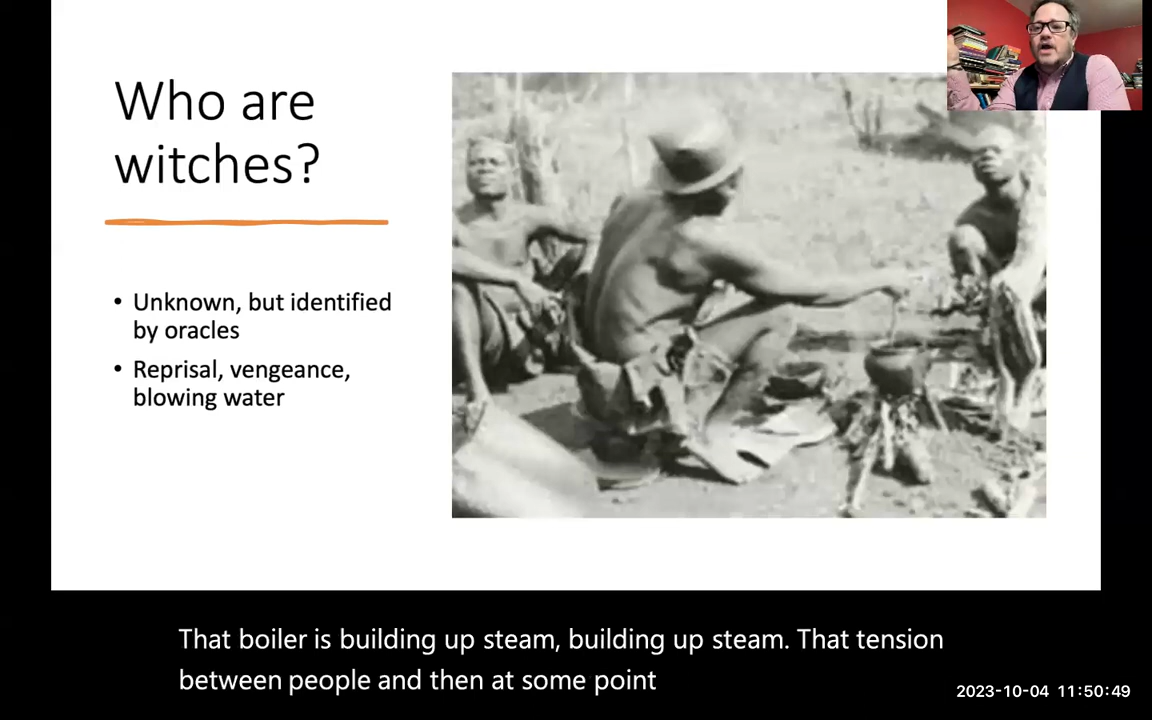 Who are
witches?
• Unknown, but identified
by oracles
• Reprisal, vengeance,
blowing water
That boiler is building up steam, building up steam. That tension
between people and then at some point
2023-10-04 11:50:49